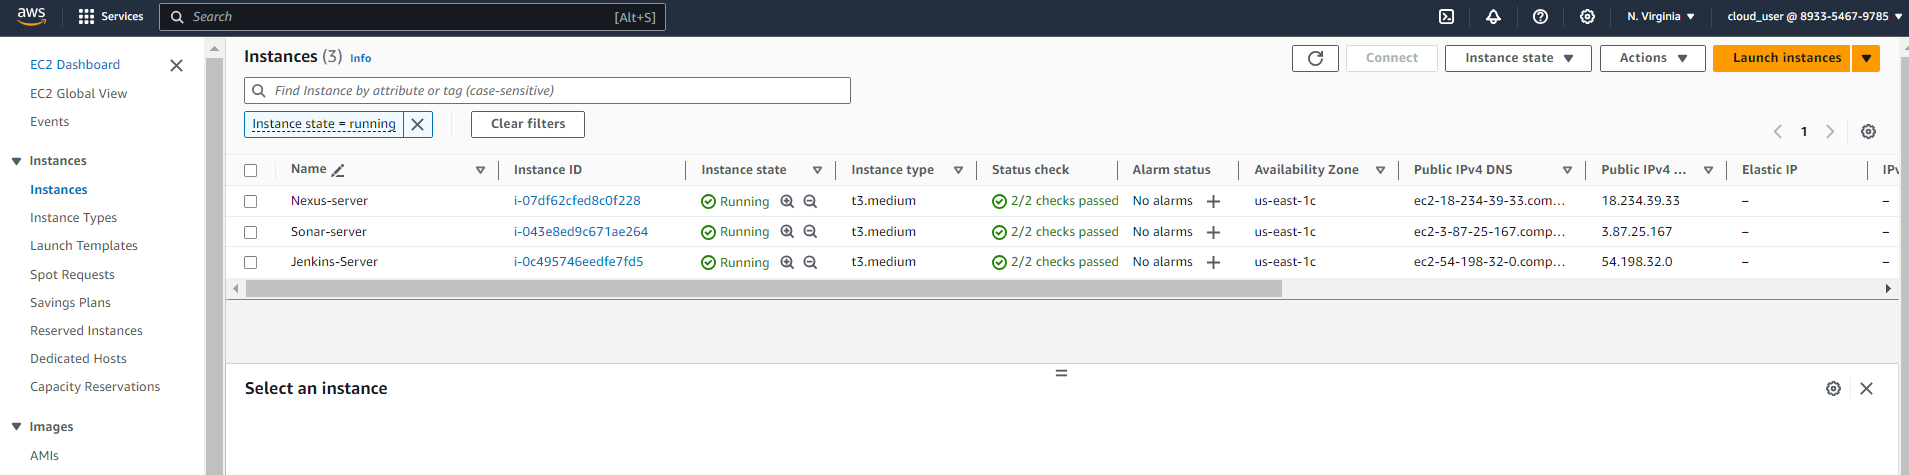 aws Services Search [Alt+S] N. Virginia cloud_user @ 8933-5467-9785
EC2 Dashboard
EC2 Global View
Events
Instances
Instances
Instance Types
Launch Templates
Spot Requests
Savings Plans
Reserved Instances
Dedicated Hosts
Capacity Reservations
Images
AMIs
Instances (3) Info Connect Instance state Actions Launch instances
Find Instance by attribute or tag (case-sensitive)
Instance state = running Clear filters
1
Name Instance ID Instance state Instance type Status check Alarm status Availability Zone Public IPv4 DNS Public IPv4 ... Elastic IP IPv
Nexus-server i-07df62cfed8c0f228 Running t3.medium 2/2 checks passed No alarms + us-east-1c ec2-18-234-39-33.com... 18.234.39.33 – –
Sonar-server i-043e8ed9c671ae264 Running t3.medium 2/2 checks passed No alarms + us-east-1c ec2-3-87-25-167.comp... 3.87.25.167 – –
Jenkins-Server i-0c495746eedfe7fd5 Running t3.medium 2/2 checks passed No alarms + us-east-1c ec2-54-198-32-0.comp... 54.198.32.0 – –
Select an instance